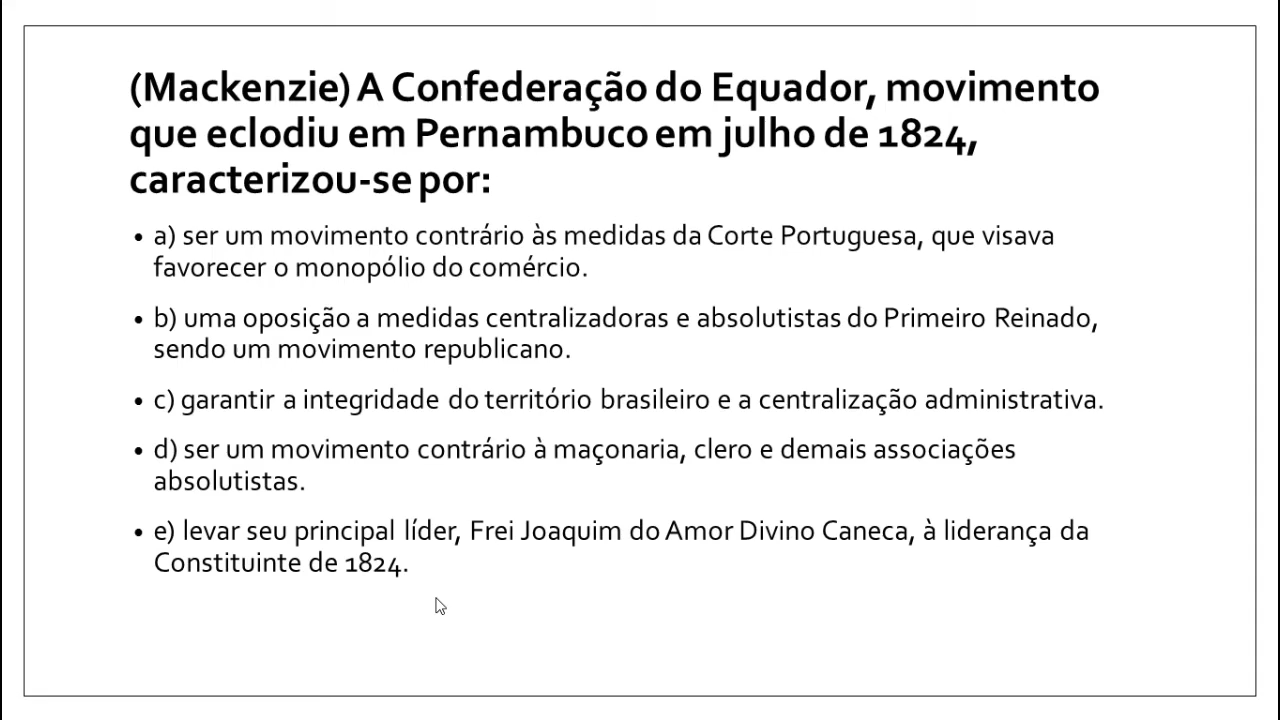 (Mackenzie) A Confederação do Equador, movimento
que eclodiu em Pernambuco em julho de 1824,
caracterizou-se por:
• a) ser um movimento contrário às medidas da Corte Portuguesa, que visava
favorecer o monopólio do comércio.
• b) uma oposição a medidas centralizadoras e absolutistas do Primeiro Reinado,
sendo um movimento republicano.
• c) garantir a integridade do território brasileiro e a centralização administrativa.
• d) ser um movimento contrário à maçonaria, clero e demais associações
absolutistas.
• e) levar seu principal líder, Frei Joaquim do Amor Divino Caneca, à liderança da
Constituinte de 1824.